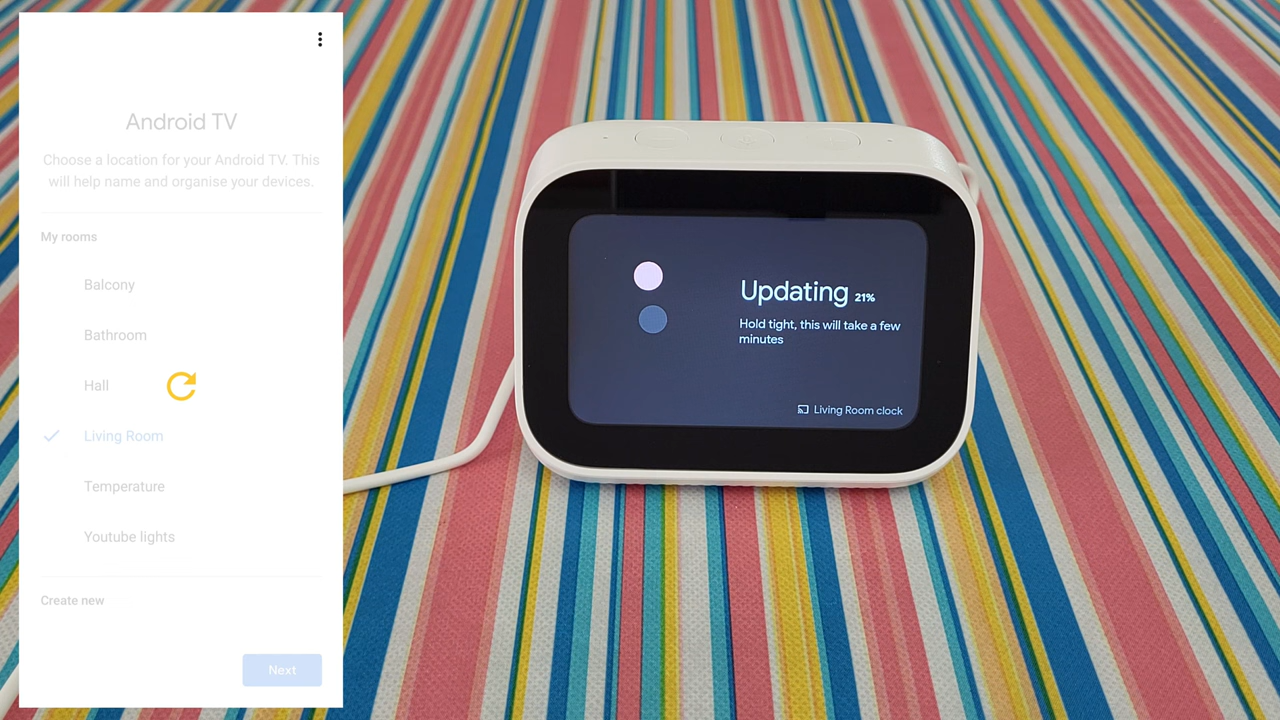 Android TV
Choose a location for your Android TV. This
will help name and organise your devices.
My rooms
Balcony
Bathroom
Hall
Living Room
Temperature
Youtube lights
Create new
Next
Updating 21%
Hold tight, this will take a few
minutes
Living Room clock